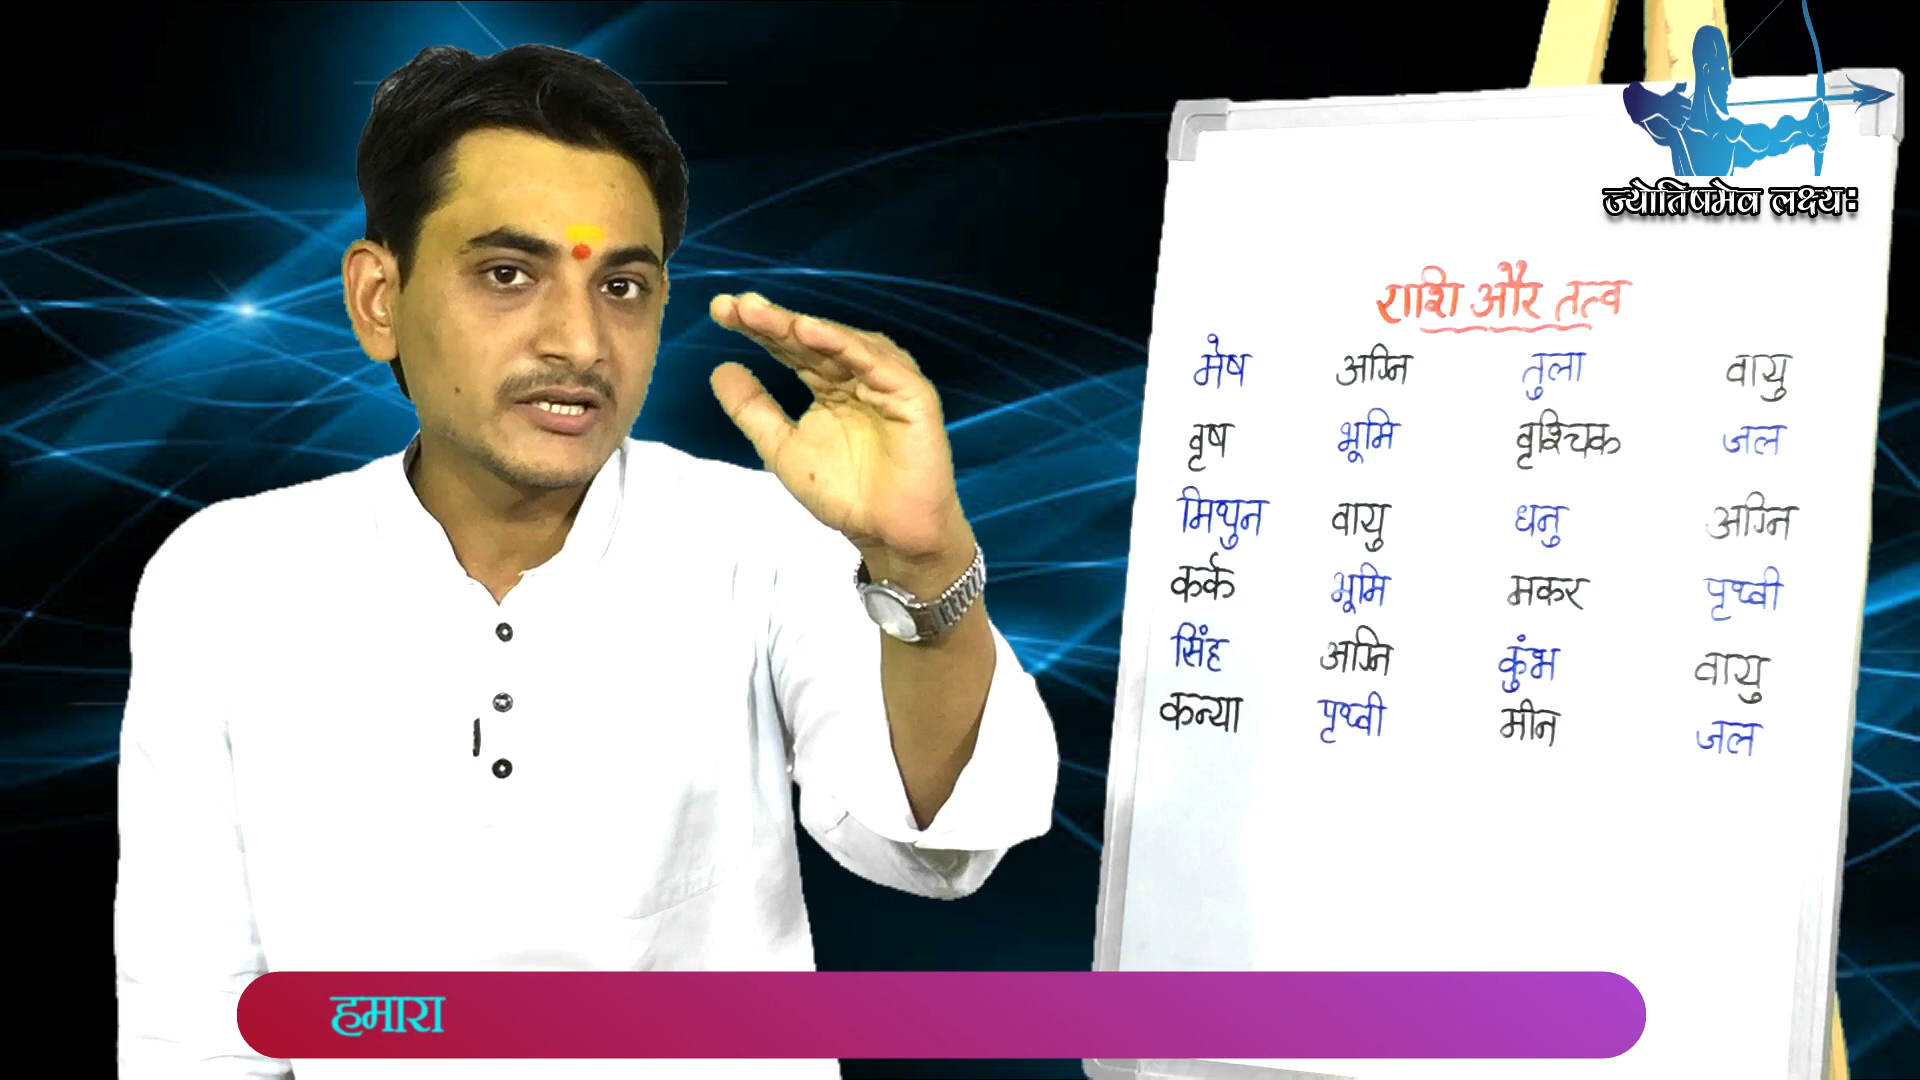 ज्योतिषमेव लक्ष्यः
राशि और तत्व
मेष अग्नि तुला वायु
वृष भूमि वृश्चिक जल
मिथुन वायु धनु अग्नि
कर्क भूमि मकर पृथ्वी
सिंह अग्नि कुंभ वायु
कन्या पृथ्वी मीन जल
हमारा